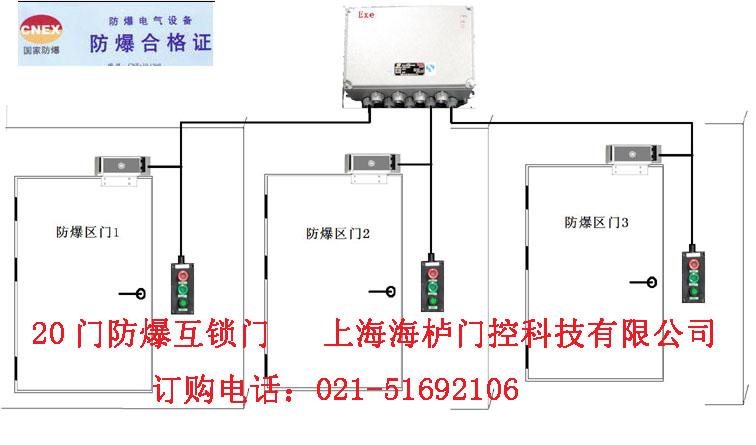 CNEX
国家防爆
防爆电气设备
防爆合格证
Exe
防爆区门1
防爆区门2
防爆区门3
20门防爆互锁门 上海海栌门控科技有限公司
订购电话：021-51692106